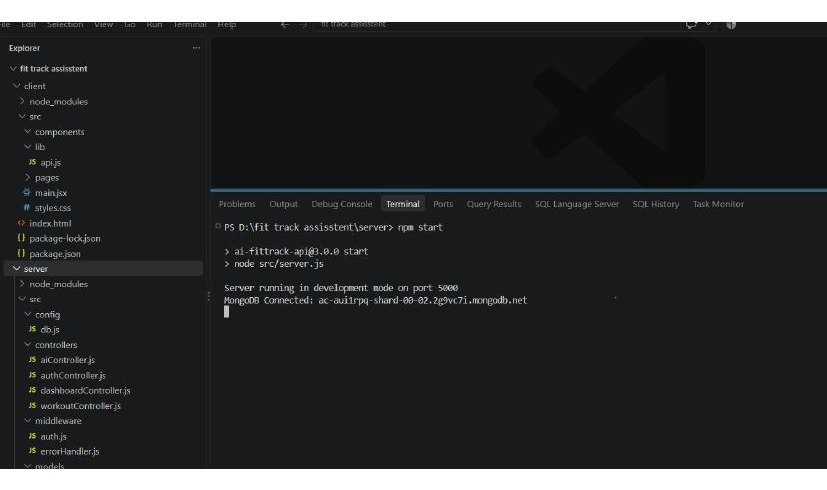 File Edit Selection View Go Run Terminal Help
fit track assisstent
Explorer
fit track assisstent
client
node_modules
src
components
lib
JS api.js
pages
main.jsx
# styles.css
<> index.html
{} package-lock.json
{} package.json
server
node_modules
src
config
JS db.js
controllers
JS aiController.js
JS authController.js
JS dashboardController.js
JS workoutController.js
middleware
JS auth.js
JS errorHandler.js
models
Problems Output Debug Console Terminal Ports Query Results SQL Language Server SQL History Task Monitor
PS D:\fit track assisstent\server> npm start
> ai-fittrack-api@3.0.0 start
> node src/server.js
Server running in development mode on port 5000
MongoDB Connected: ac-aui1rpq-shard-00-02.2g9vc7i.mongodb.net